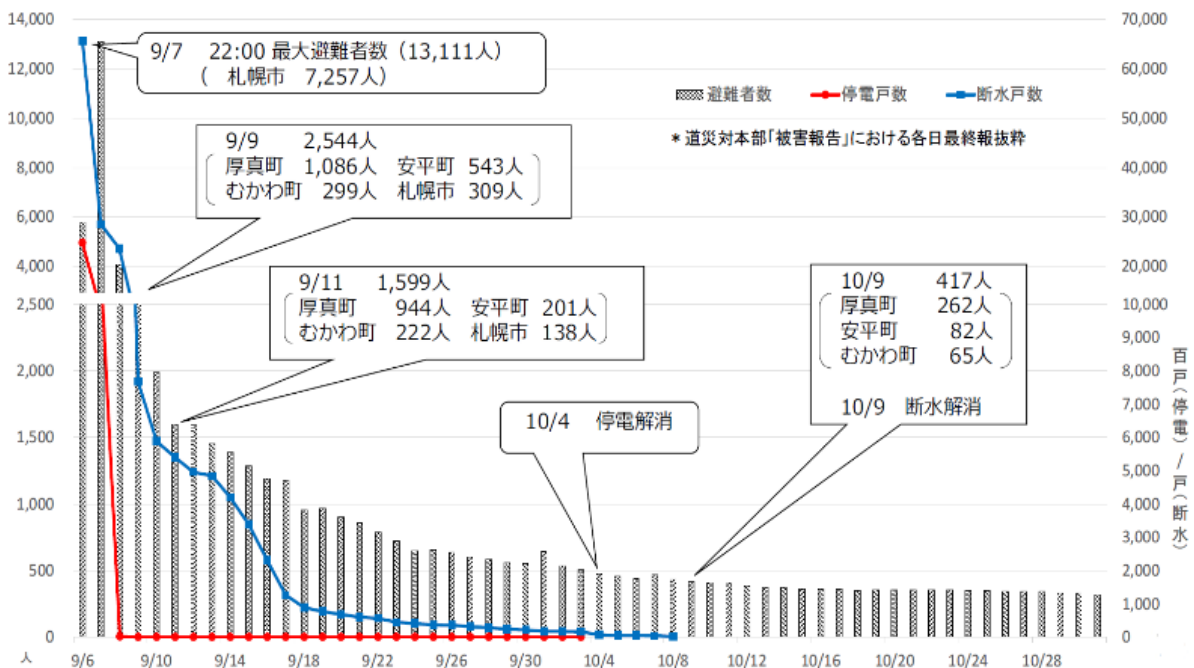 14,000
12,000
10,000
8,000
6,000
4,000
2,500
2,000
1,500
1,000
500
0
人
9/7 22:00 最大避難者数（13,111人）
（ 札幌市 7,257人）
避難者数 停電戸数 断水戸数
＊道災対本部「被害報告」における各日最終報抜粋
9/9 2,544人
厚真町 1,086人 安平町 543人
むかわ町 299人 札幌市 309人
9/11 1,599人
厚真町 944人 安平町 201人
むかわ町 222人 札幌市 138人
10/4 停電解消
10/9 417人
厚真町 262人
安平町 82人
むかわ町 65人
10/9 断水解消
70,000
60,000
50,000
40,000
30,000
20,000
10,000
8,000
6,000
4,000
2,000
1,000
0
百戸（停電）/戸（断水）
9/6 9/10 9/14 9/18 9/22 9/26 9/30 10/4 10/8 10/12 10/16 10/20 10/24 10/28